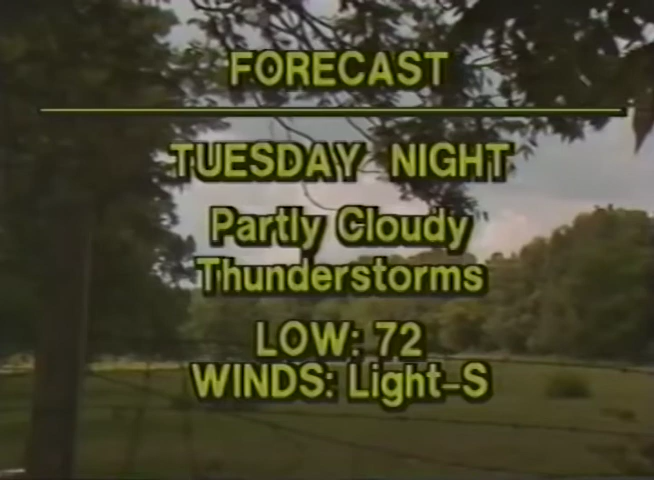 FORECAST
TUESDAY NIGHT
Partly Cloudy
Thunderstorms
LOW: 72
WINDS: Light-S